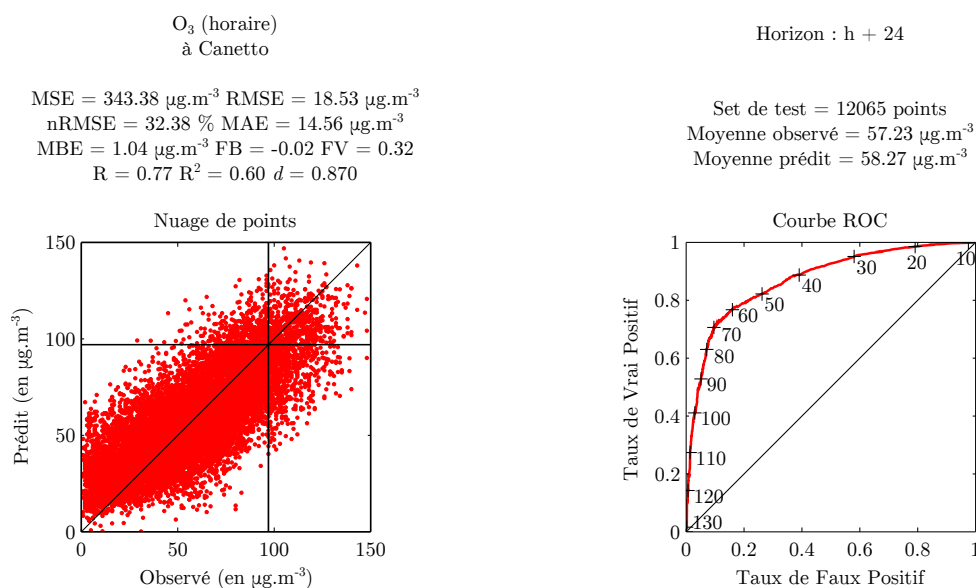 O₃ (horaire)
à Canetto
Horizon : h + 24
MSE = 343.38 µg.m⁻³ RMSE = 18.53 µg.m⁻³
nRMSE = 32.38 % MAE = 14.56 µg.m⁻³
MBE = 1.04 µg.m⁻³ FB = -0.02 FV = 0.32
R = 0.77 R² = 0.60 d = 0.870
Set de test = 12065 points
Moyenne observé = 57.23 µg.m⁻³
Moyenne prédit = 58.27 µg.m⁻³
Nuage de points
150
100
50
0
Prédit (en µg.m⁻³)
0 50 100 150
Observé (en µg.m⁻³)
Courbe ROC
1
0.8
0.6
0.4
0.2
0
Taux de Vrai Positif
10
20
30
40
50
60
70
80
90
100
110
120
130
0 0.2 0.4 0.6 0.8 1
Taux de Faux Positif